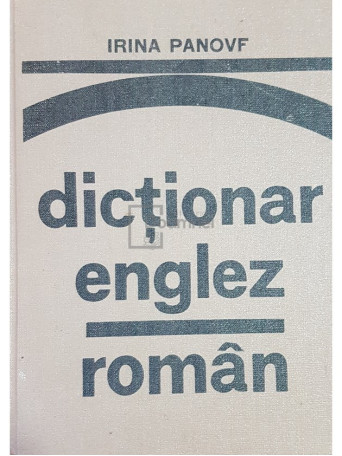 IRINA PANOVF
dicționar
englez
român